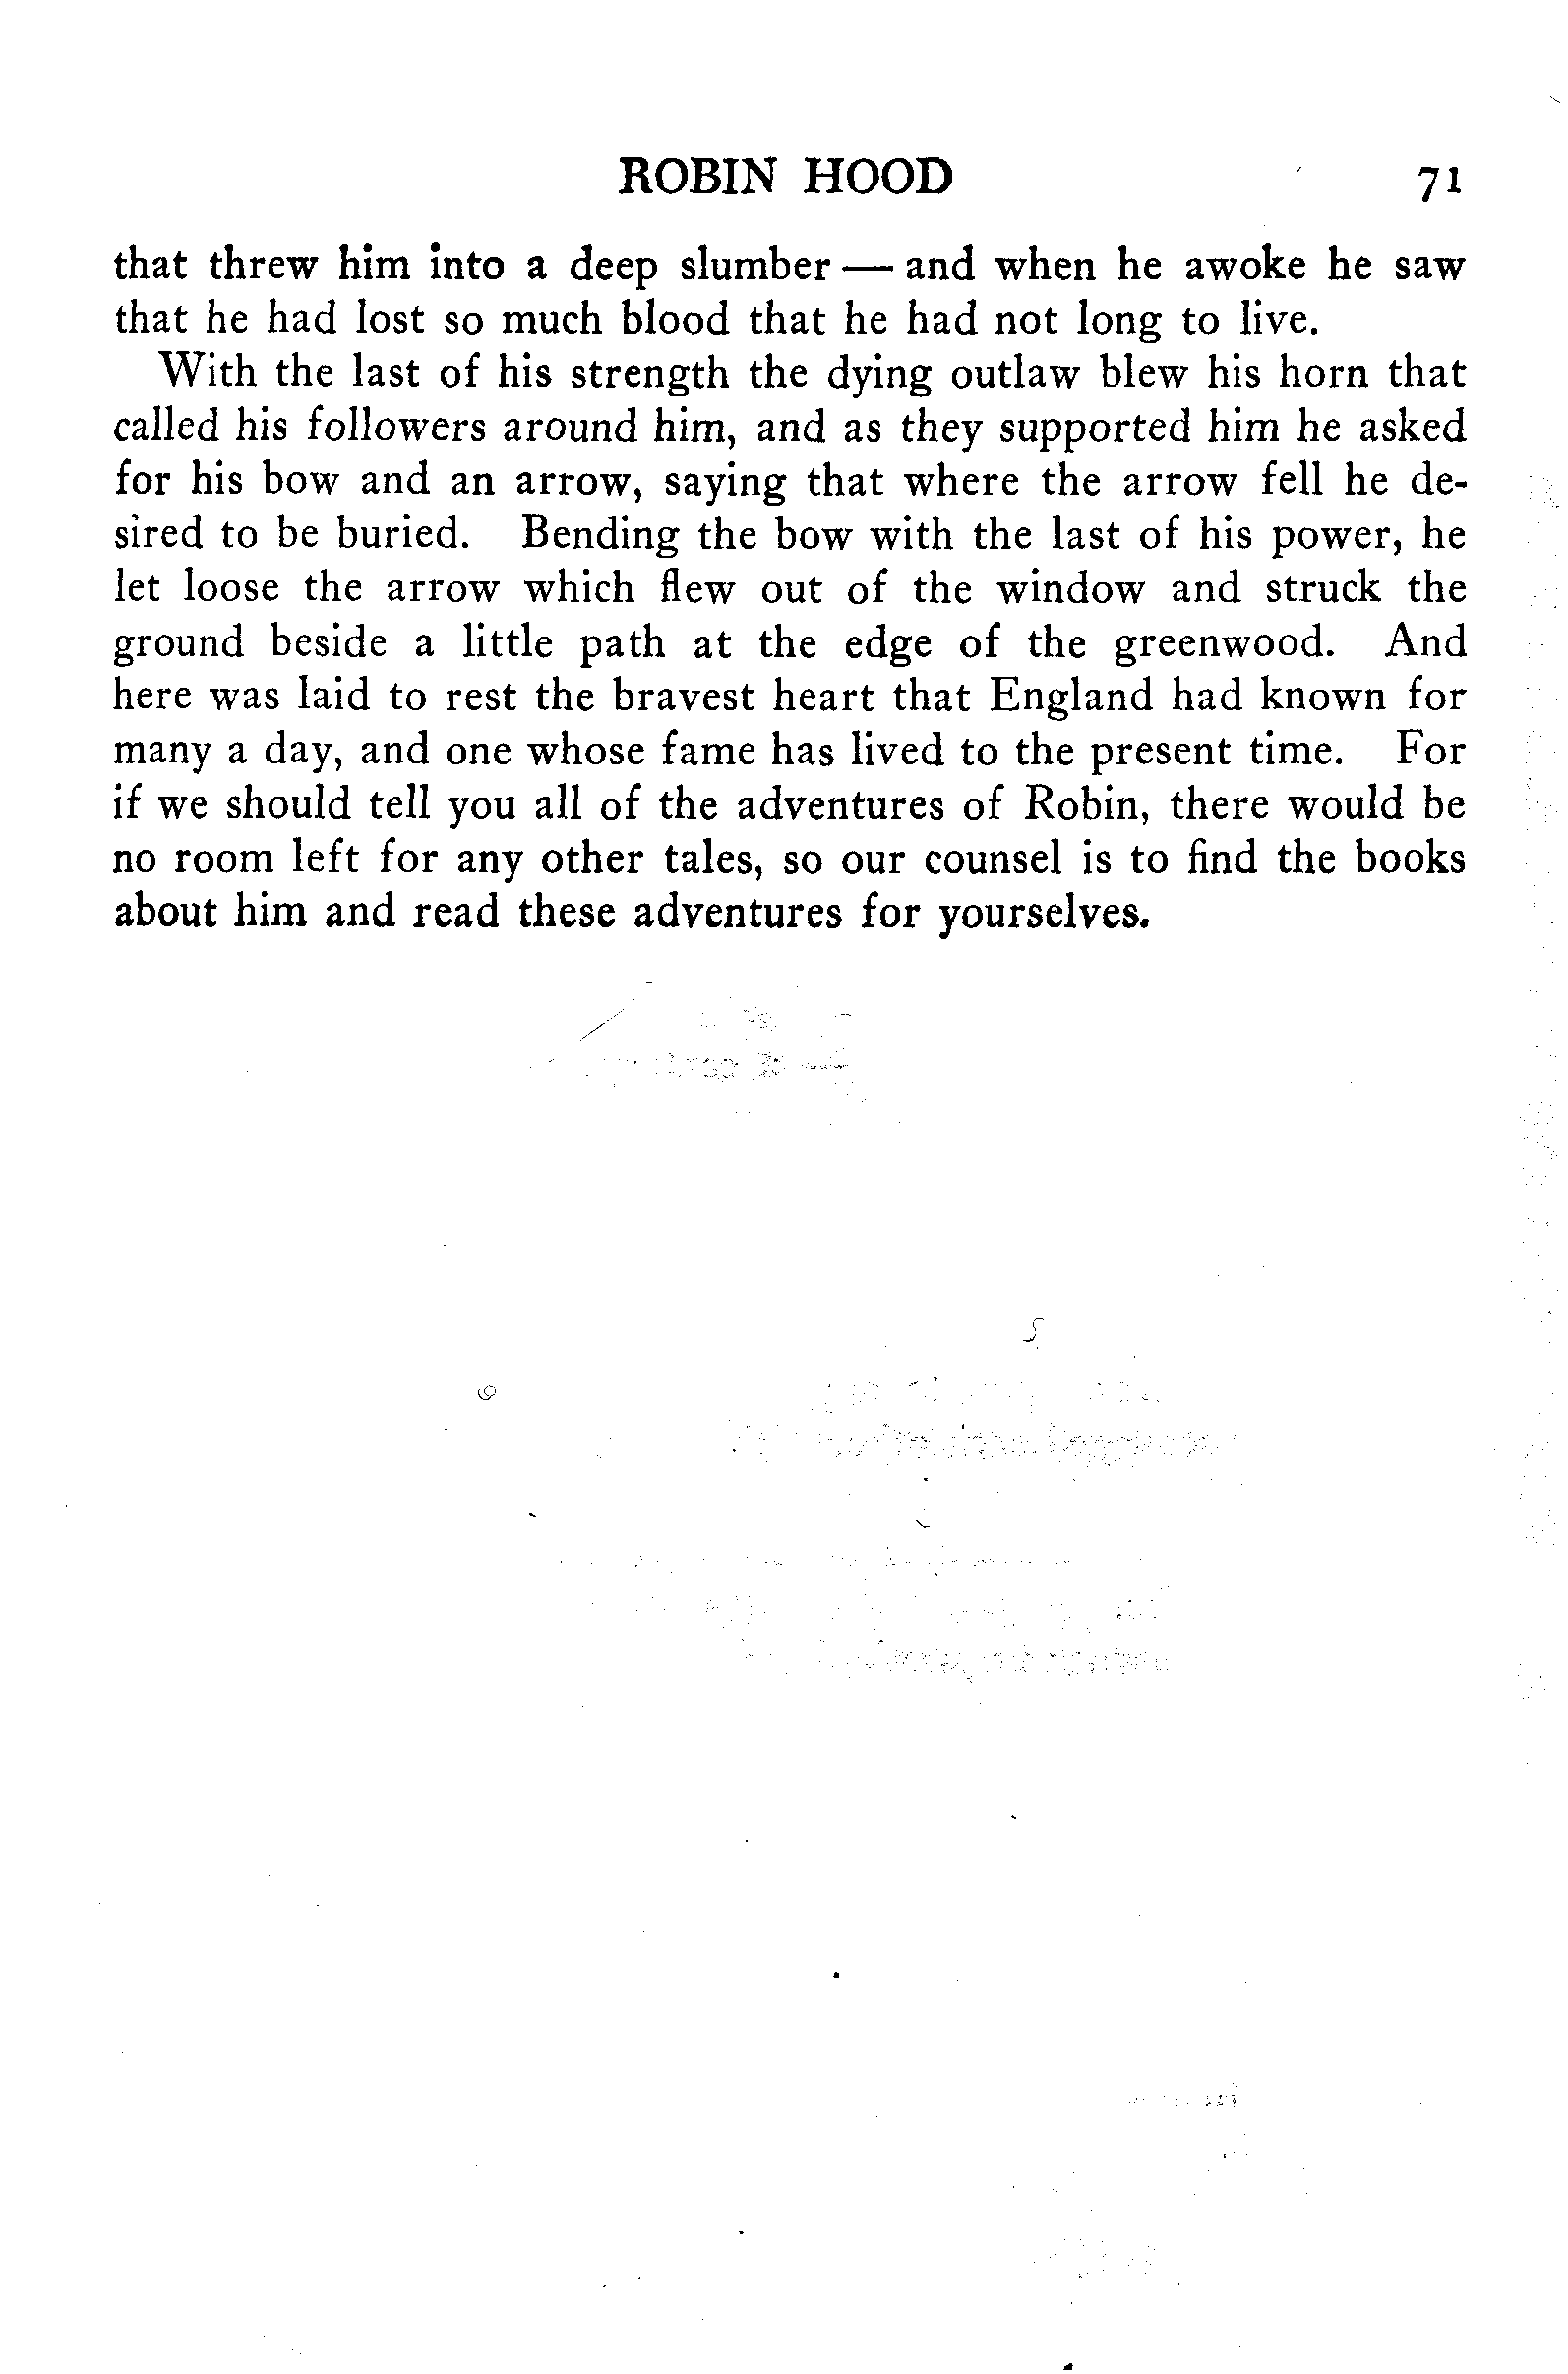 ROBIN HOOD 71
that threw him into a deep slumber — and when he awoke he saw
that he had lost so much blood that he had not long to live.
With the last of his strength the dying outlaw blew his horn that
called his followers around him, and as they supported him he asked
for his bow and an arrow, saying that where the arrow fell he de-
sired to be buried. Bending the bow with the last of his power, he
let loose the arrow which flew out of the window and struck the
ground beside a little path at the edge of the greenwood. And
here was laid to rest the bravest heart that England had known for
many a day, and one whose fame has lived to the present time. For
if we should tell you all of the adventures of Robin, there would be
no room left for any other tales, so our counsel is to find the books
about him and read these adventures for yourselves.